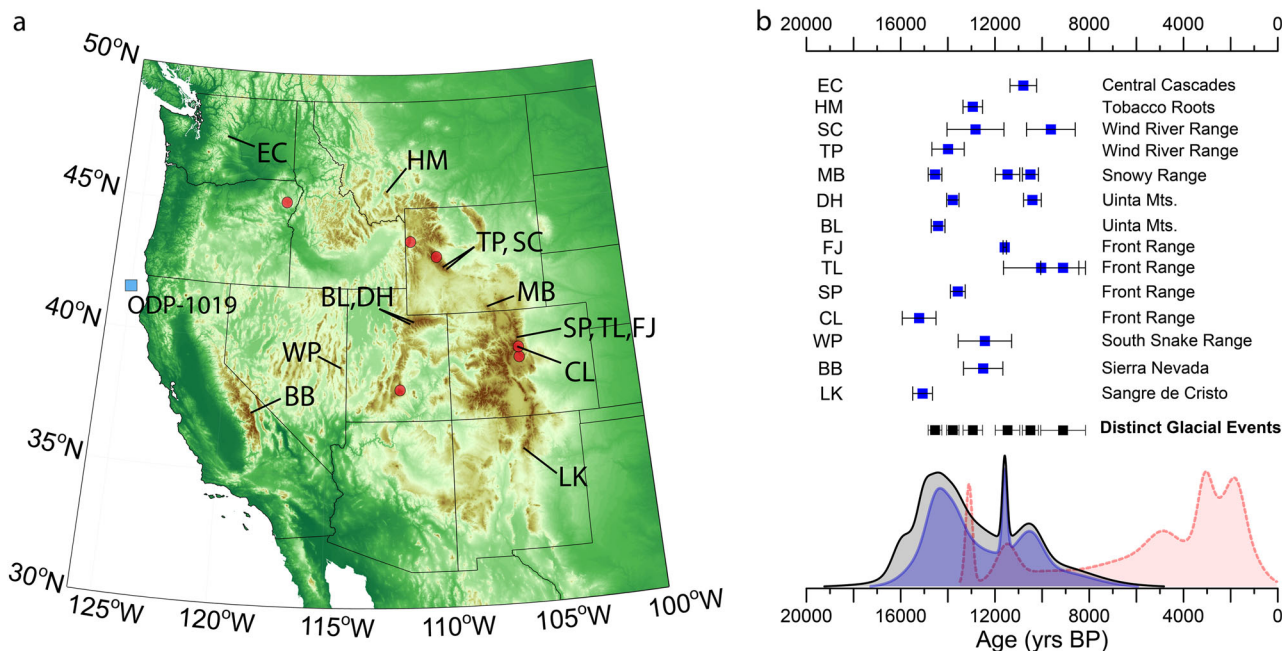 a
50°N
45°N
40°N
35°N
30°N
125°W
120°W
115°W
110°W
105°W
100°W
EC
HM
TP, SC
MB
BL,DH
SP, TL, FJ
CL
WP
BB
LK
ODP-1019
b
20000 16000 12000 8000 4000 0
EC Central Cascades
HM Tobacco Roots
SC Wind River Range
TP Wind River Range
MB Snowy Range
DH Uinta Mts.
BL Uinta Mts.
FJ Front Range
TL Front Range
SP Front Range
CL Front Range
WP South Snake Range
BB Sierra Nevada
LK Sangre de Cristo
Distinct Glacial Events
20000 16000 12000 8000 4000 0
Age (yrs BP)